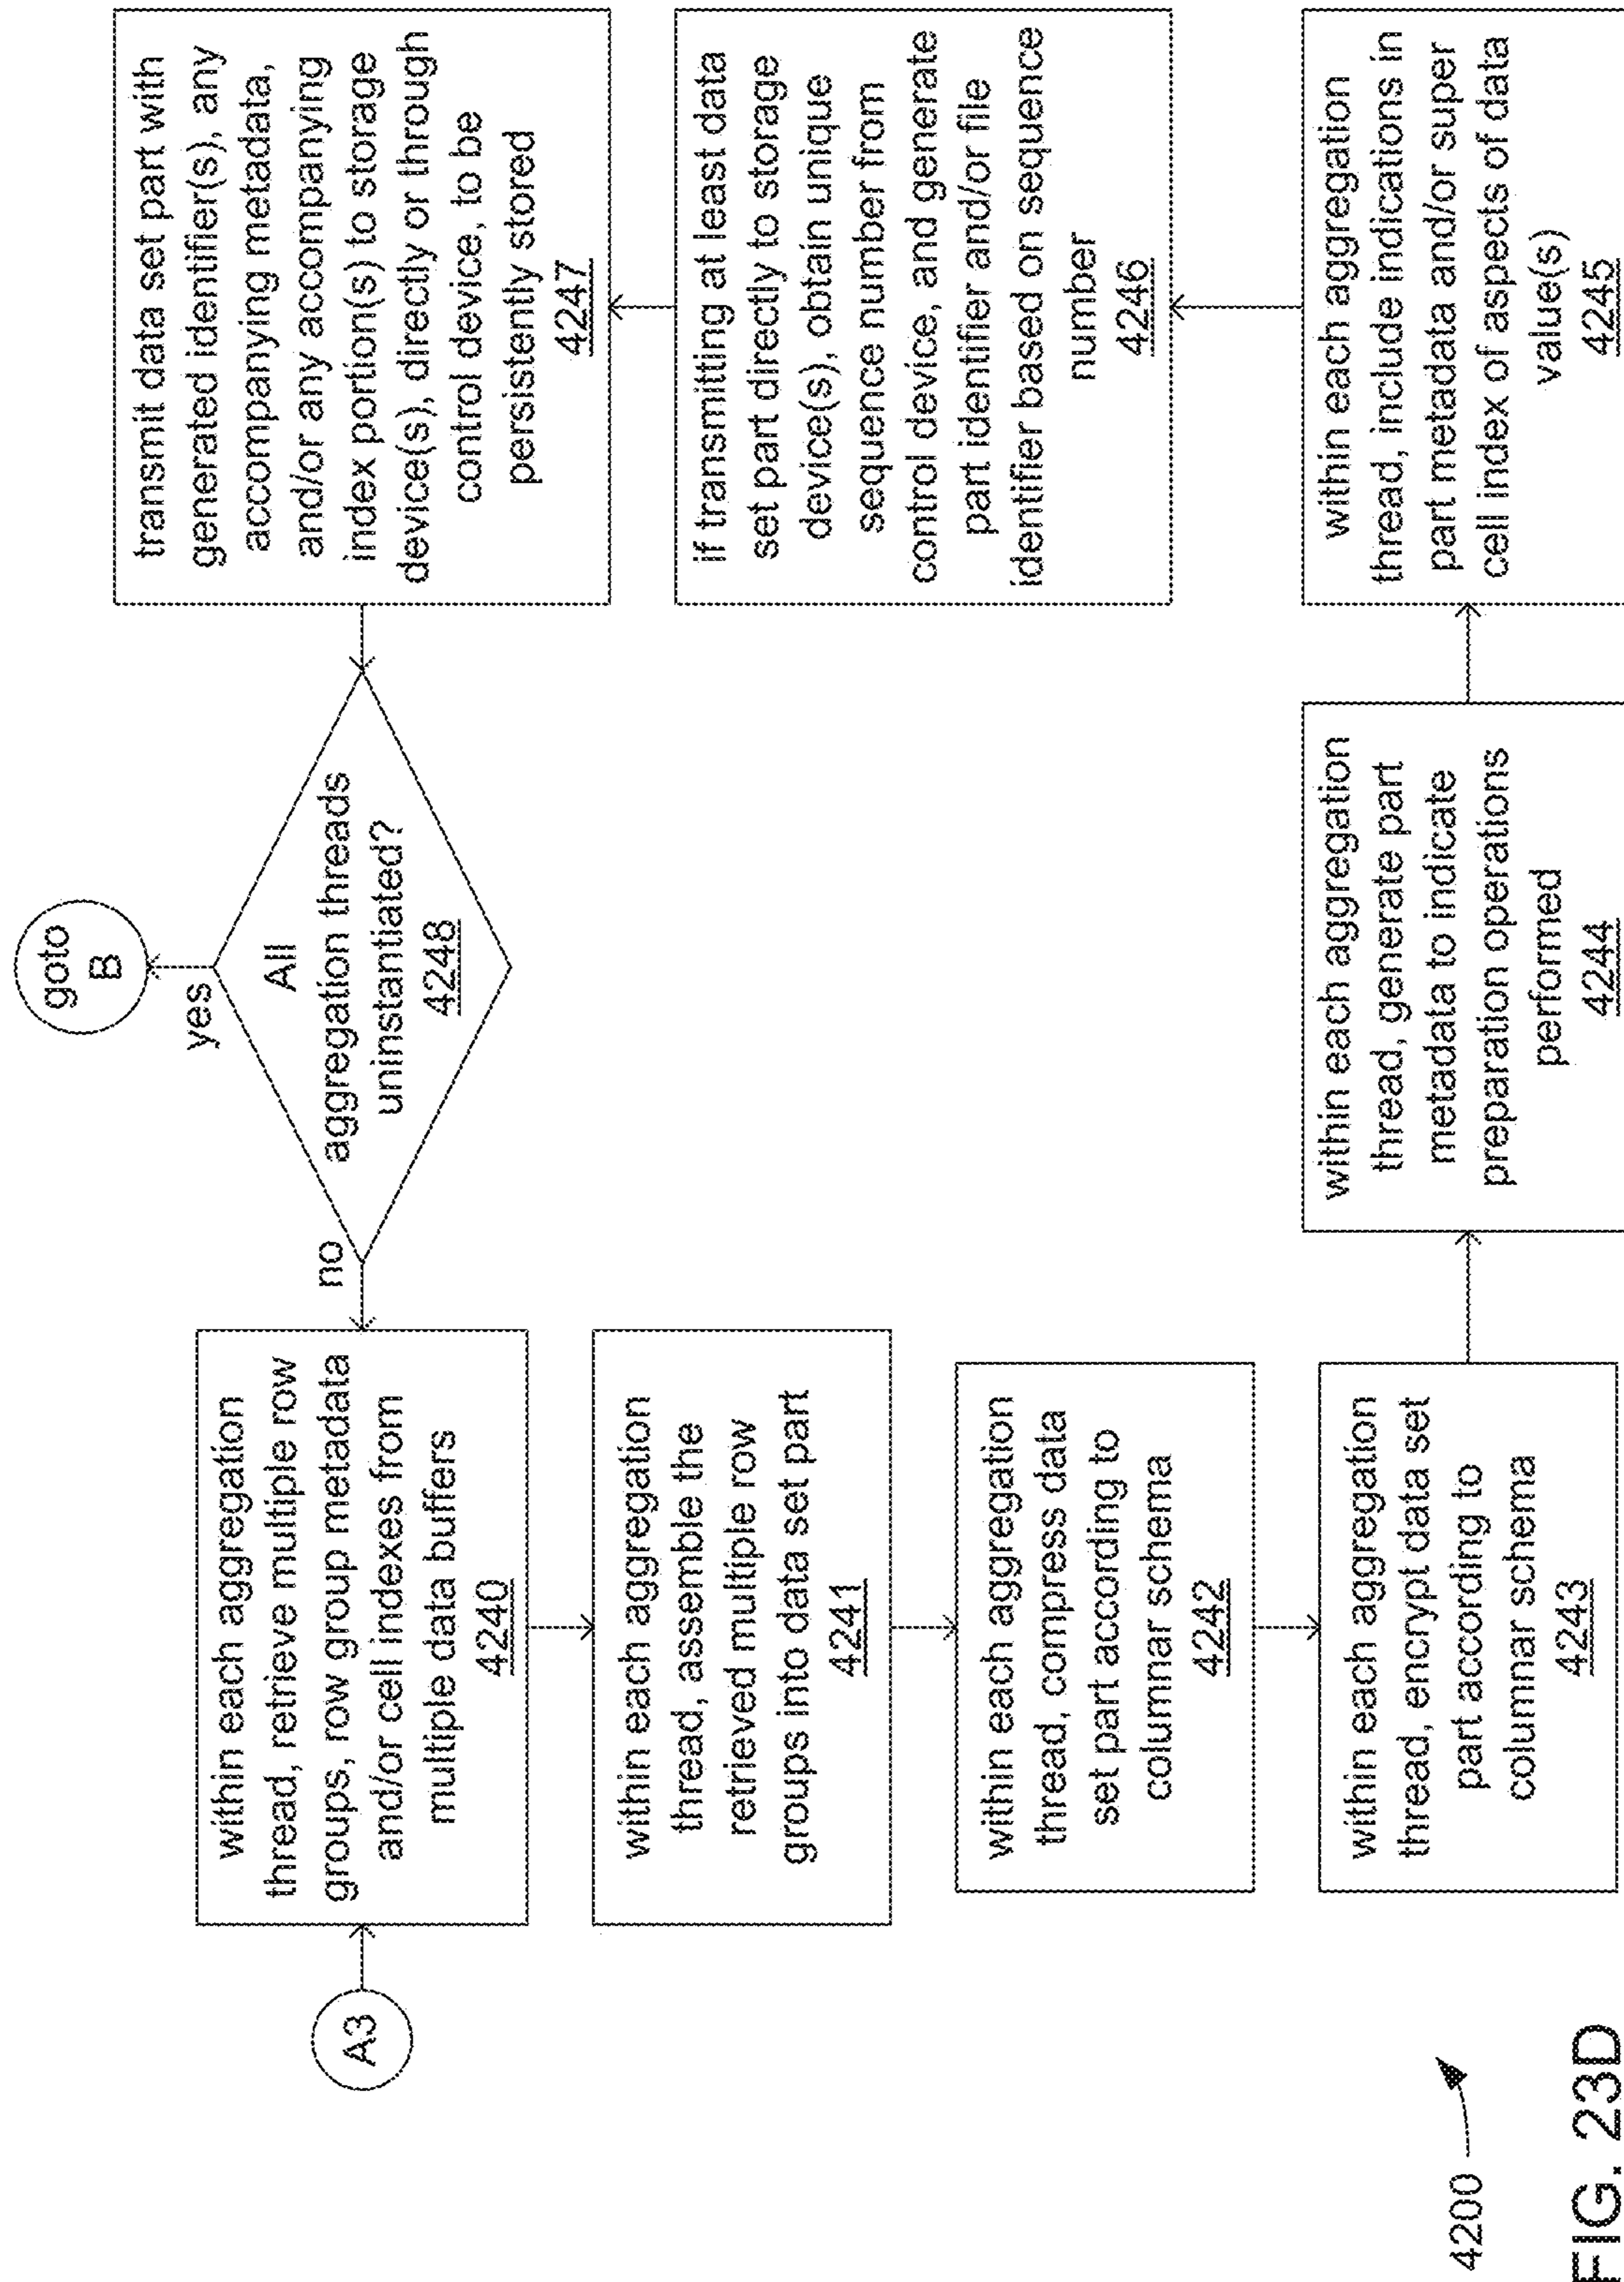 A3
within each aggregation
thread, retrieve multiple row
groups, row group metadata
and/or cell indexes from
multiple data buffers
4240
within each aggregation
thread, assemble the
retrieved multiple row
groups into data set part
4241
within each aggregation
thread, compress data
set part according to
columnar schema
4242
within each aggregation
thread, encrypt data set
part according to
columnar schema
4243
within each aggregation
thread, generate part
metadata to indicate
preparation operations
performed
4244
within each aggregation
thread, include indications in
part metadata and/or super
cell index of aspects of data
value(s)
4245
if transmitting at least data
set part directly to storage
device(s), obtain unique
sequence number from
control device, and generate
part identifier and/or file
identifier based on sequence
number
4246
transmit data set part with
generated identifier(s), any
accompanying metadata,
and/or any accompanying
index portion(s) to storage
device(s), directly or through
control device, to be
persistently stored
4247
All
aggregation threads
uninstantiated?
4248
no
yes
goto
B
4200
FIG. 23D